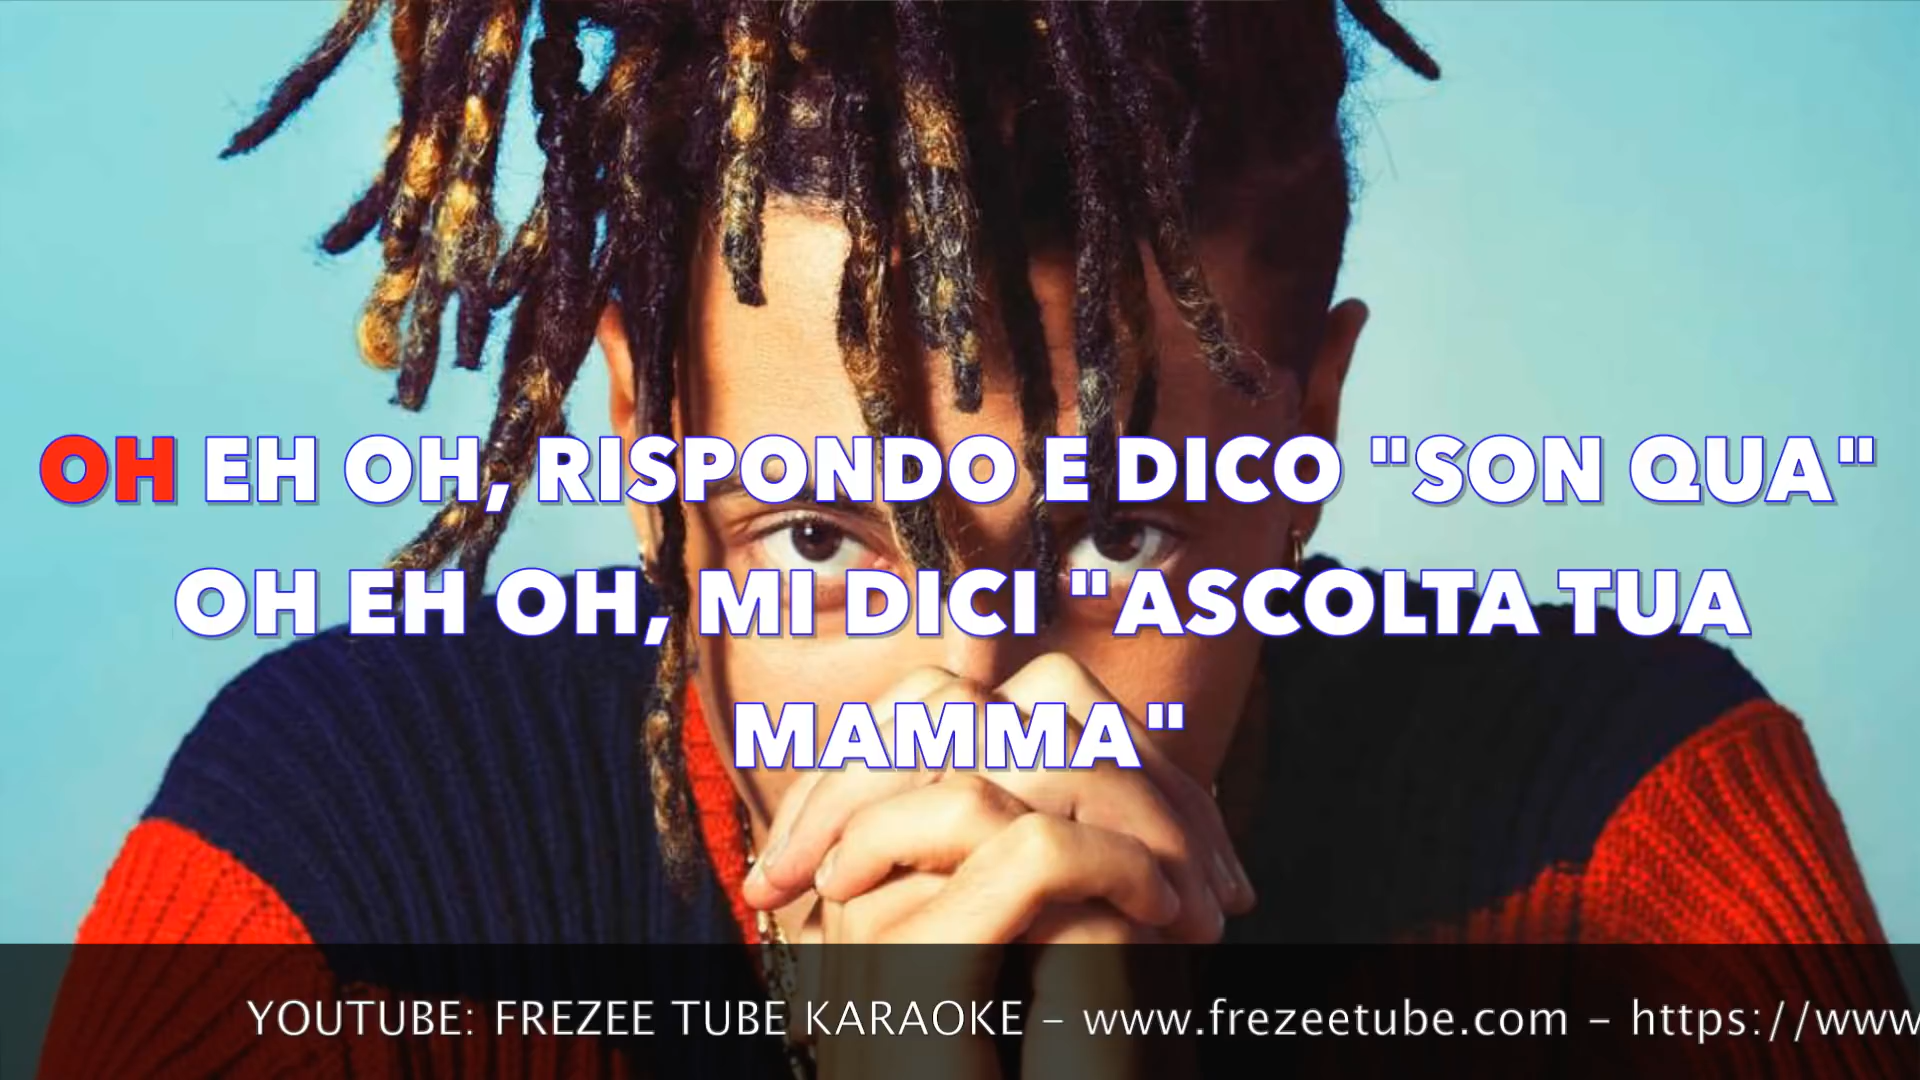 OH EH OH, RISPONDO E DICO "SON QUA"
OH EH OH, MI DICI "ASCOLTA TUA
MAMMA"
YOUTUBE: FREZEE TUBE KARAOKE – www.frezeetube.com – https://www